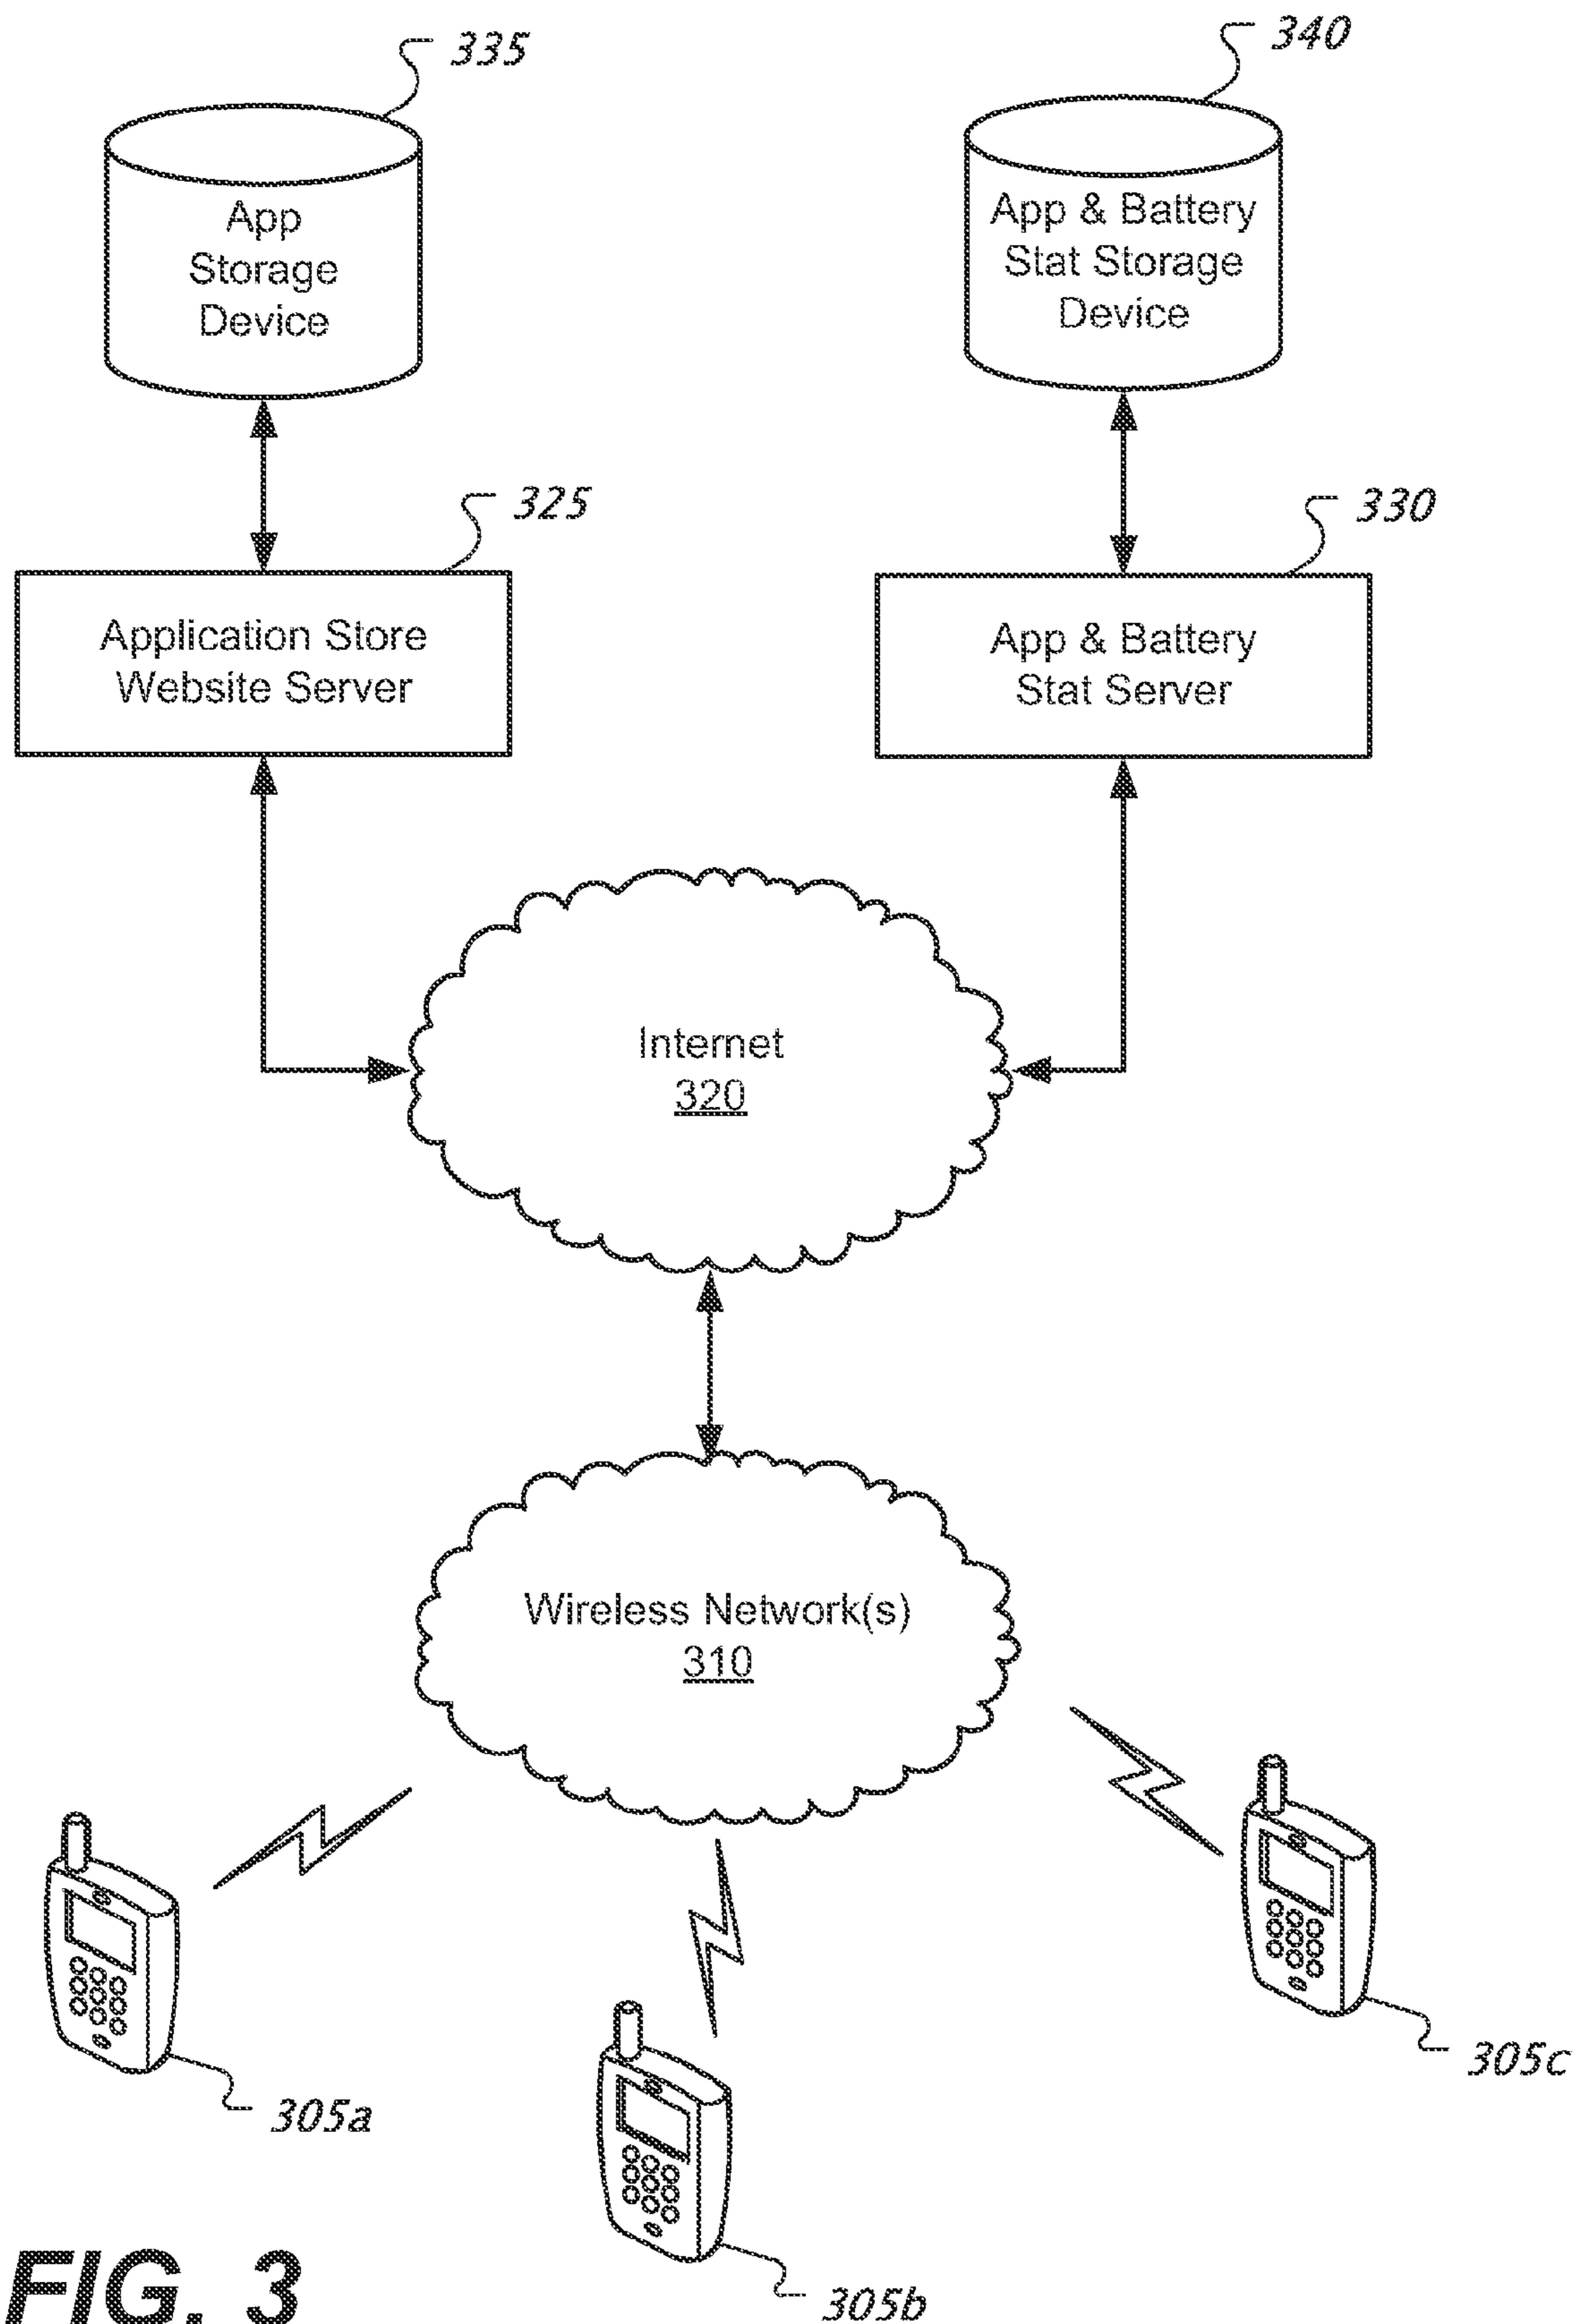 335
340
App
Storage
Device
App & Battery
Stat Storage
Device
325
330
Application Store
Website Server
App & Battery
Stat Server
Internet
320
Wireless Network(s)
310
305a
305b
305c
FIG. 3